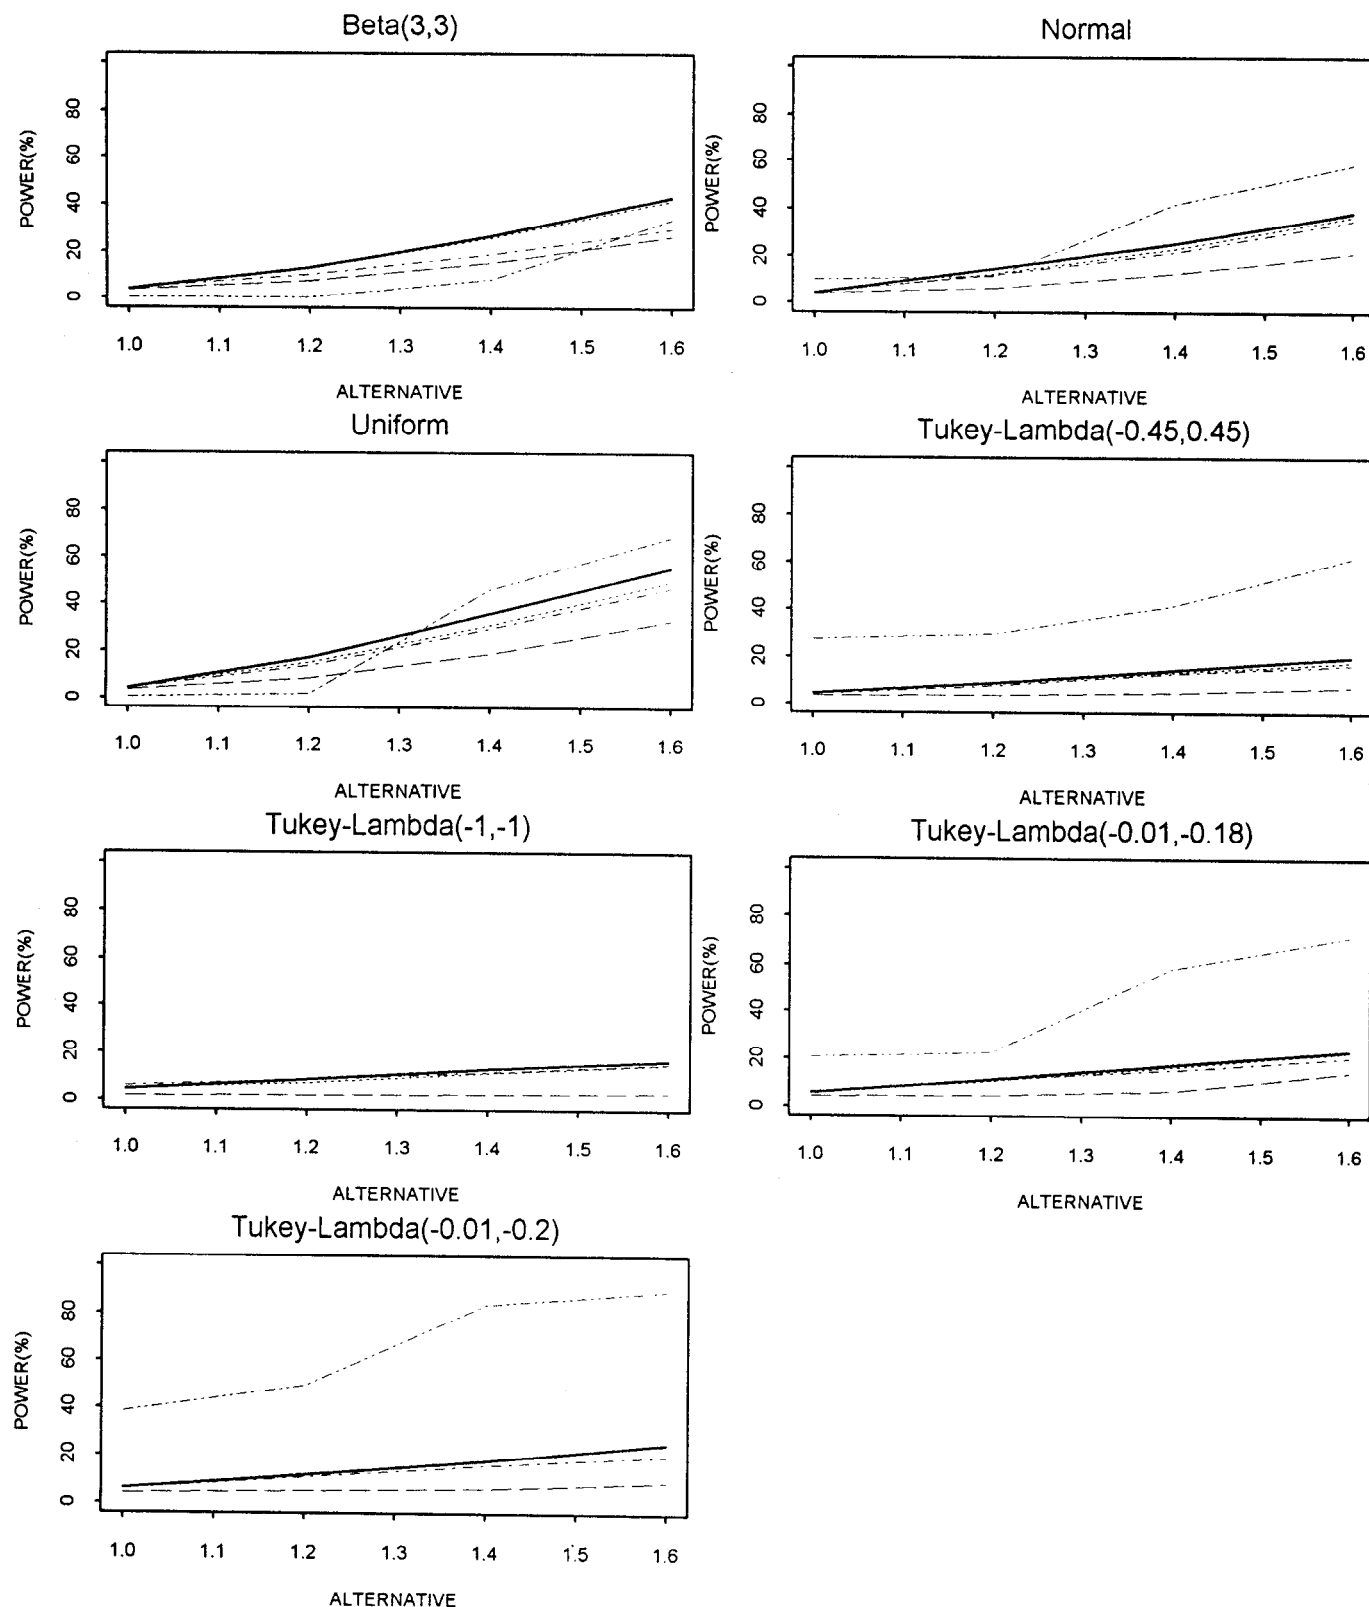 Beta(3,3)
POWER(%)
0 20 40 60 80
1.0 1.1 1.2 1.3 1.4 1.5 1.6
ALTERNATIVE
Normal
POWER(%)
0 20 40 60 80
1.0 1.1 1.2 1.3 1.4 1.5 1.6
ALTERNATIVE
Uniform
POWER(%)
0 20 40 60 80
1.0 1.1 1.2 1.3 1.4 1.5 1.6
ALTERNATIVE
Tukey-Lambda(-0.45,0.45)
POWER(%)
0 20 40 60 80
1.0 1.1 1.2 1.3 1.4 1.5 1.6
ALTERNATIVE
Tukey-Lambda(-1,-1)
POWER(%)
0 20 40 60 80
1.0 1.1 1.2 1.3 1.4 1.5 1.6
ALTERNATIVE
Tukey-Lambda(-0.01,-0.18)
POWER(%)
0 20 40 60 80
1.0 1.1 1.2 1.3 1.4 1.5 1.6
ALTERNATIVE
Tukey-Lambda(-0.01,-0.2)
POWER(%)
0 20 40 60 80
1.0 1.1 1.2 1.3 1.4 1.5 1.6
ALTERNATIVE